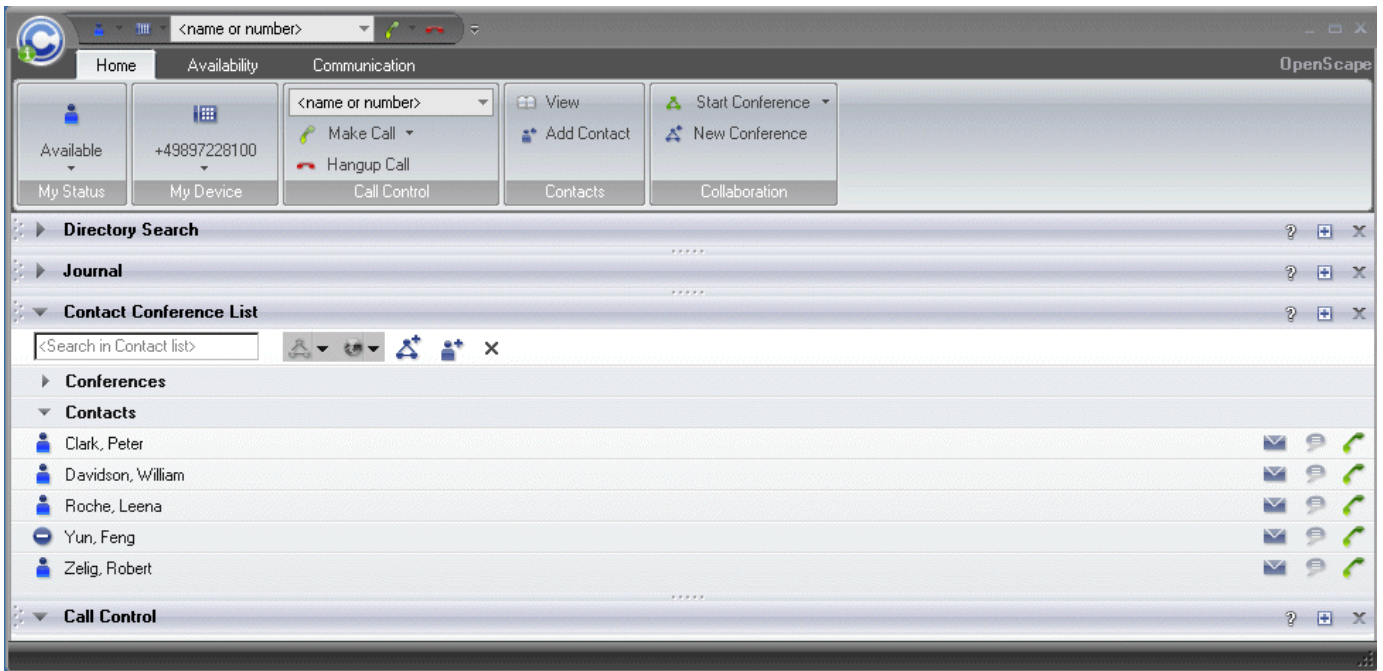 <name or number>
Home Availability Communication OpenScape
Available
My Status
+49897228100
My Device
<name or number>
Make Call
Hangup Call
Call Control
View
Add Contact
Contacts
Start Conference
New Conference
Collaboration
Directory Search ?
Journal ?
Contact Conference List ?
<Search in Contact list>
Conferences
Contacts
Clark, Peter
Davidson, William
Roche, Leena
Yun, Feng
Zelig, Robert
Call Control ?